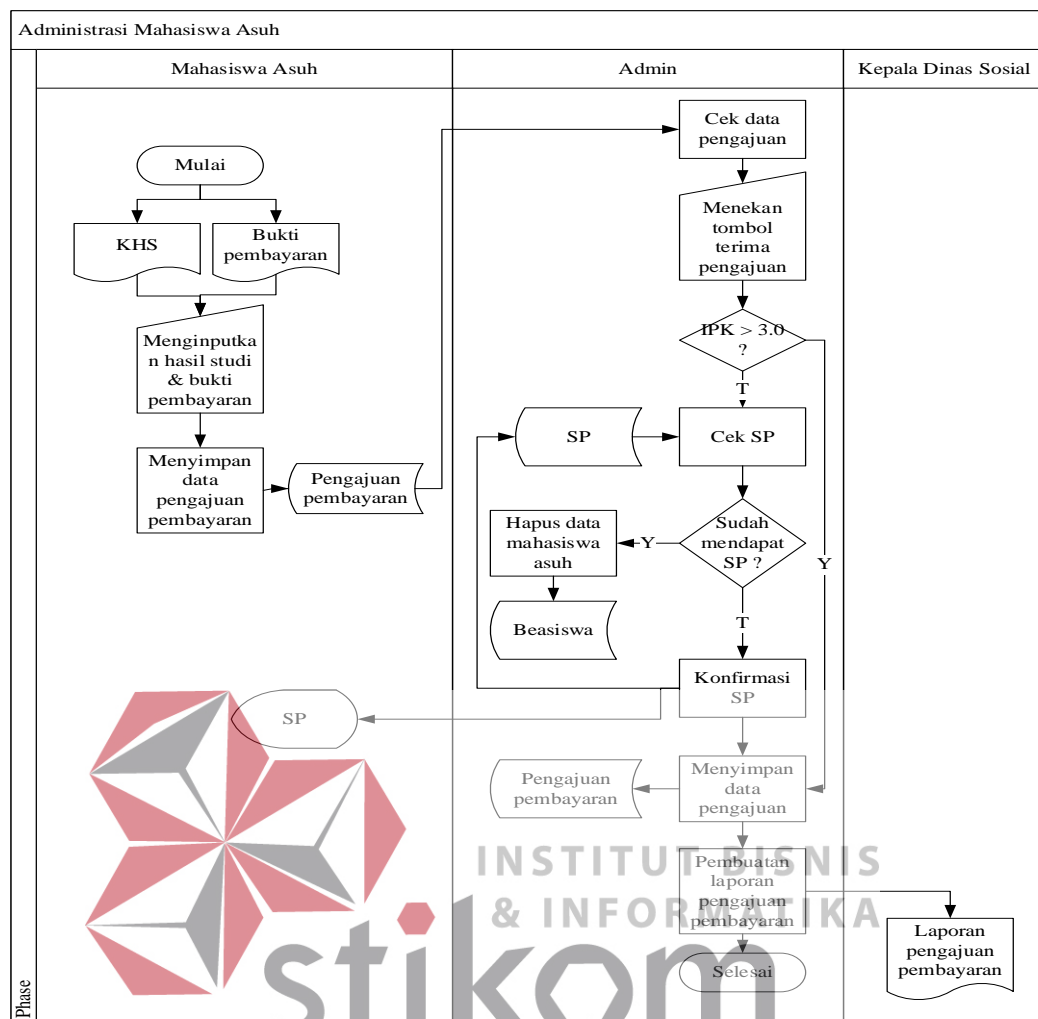 Administrasi Mahasiswa Asuh
Mahasiswa Asuh
Admin
Kepala Dinas Sosial
Phase
Mulai
KHS
Bukti
pembayaran
Menginputka
n hasil studi
& bukti
pembayaran
Menyimpan
data
pengajuan
pembayaran
Pengajuan
pembayaran
Cek data
pengajuan
Menekan
tombol
terima
pengajuan
IPK > 3.0
?
T
Y
SP
Cek SP
Sudah
mendapat
SP ?
Y
Hapus data
mahasiswa
asuh
Beasiswa
T
Konfirmasi
SP
SP
Menyimpan
data
pengajuan
Pengajuan
pembayaran
Pembuatan
laporan
pengajuan
pembayaran
Laporan
pengajuan
pembayaran
Selesai
INSTITUT BISNIS
& INFORMATIKA
stikom